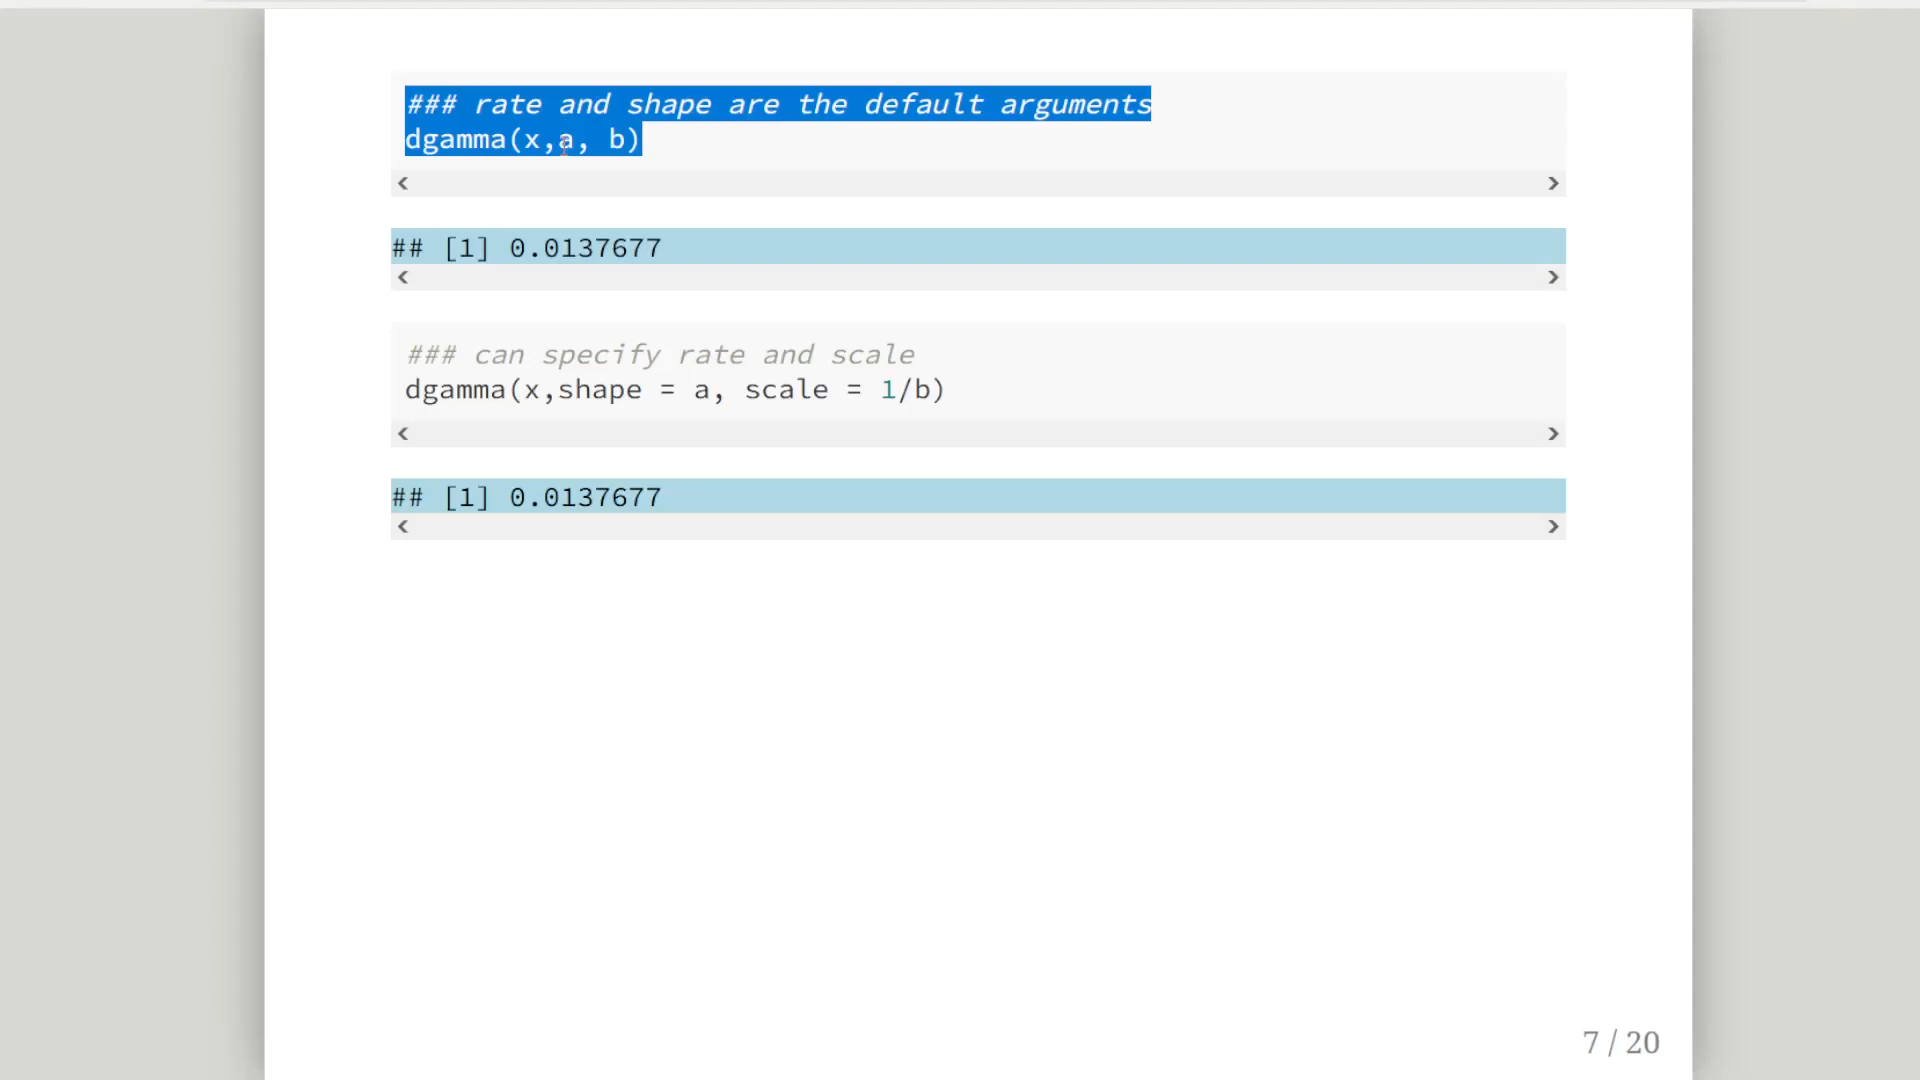 ### rate and shape are the default arguments
dgamma(x,a, b)
## [1] 0.0137677
### can specify rate and scale
dgamma(x,shape = a, scale = 1/b)
## [1] 0.0137677
7 / 20